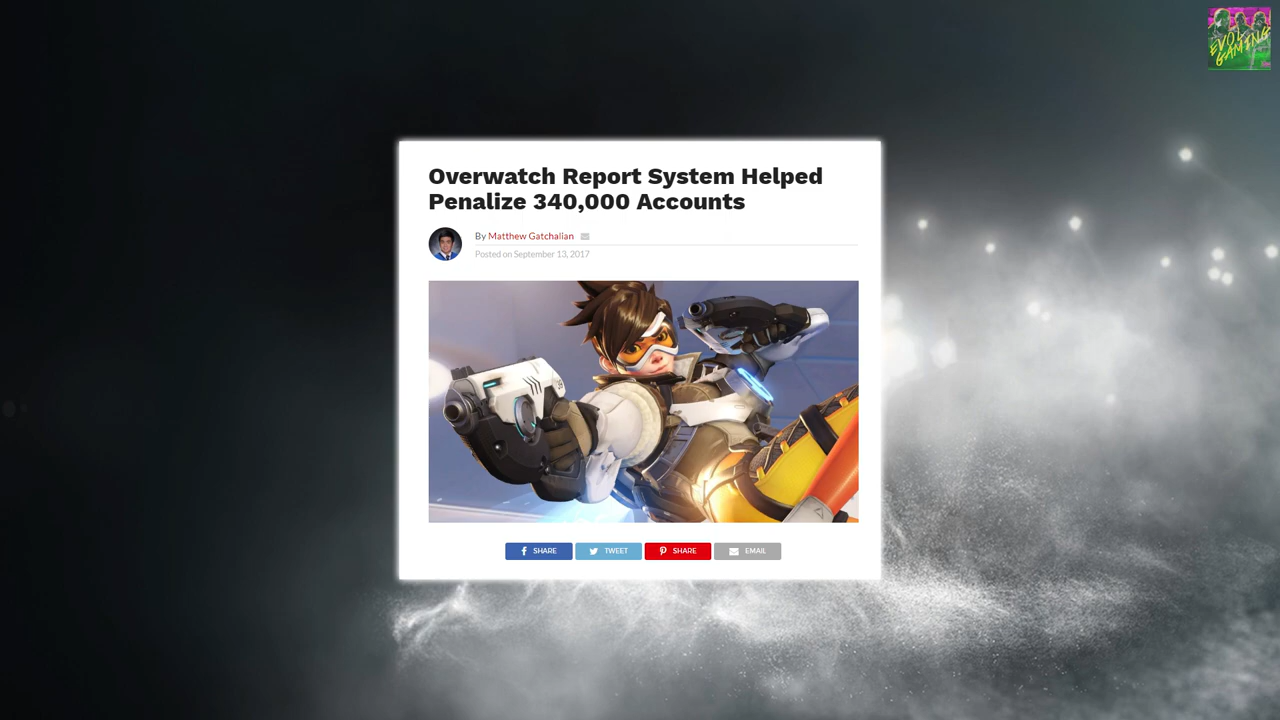 EVOL
GAMING
Overwatch Report System Helped
Penalize 340,000 Accounts
By Matthew Gatchalian
Posted on September 13, 2017
SHARE TWEET SHARE EMAIL